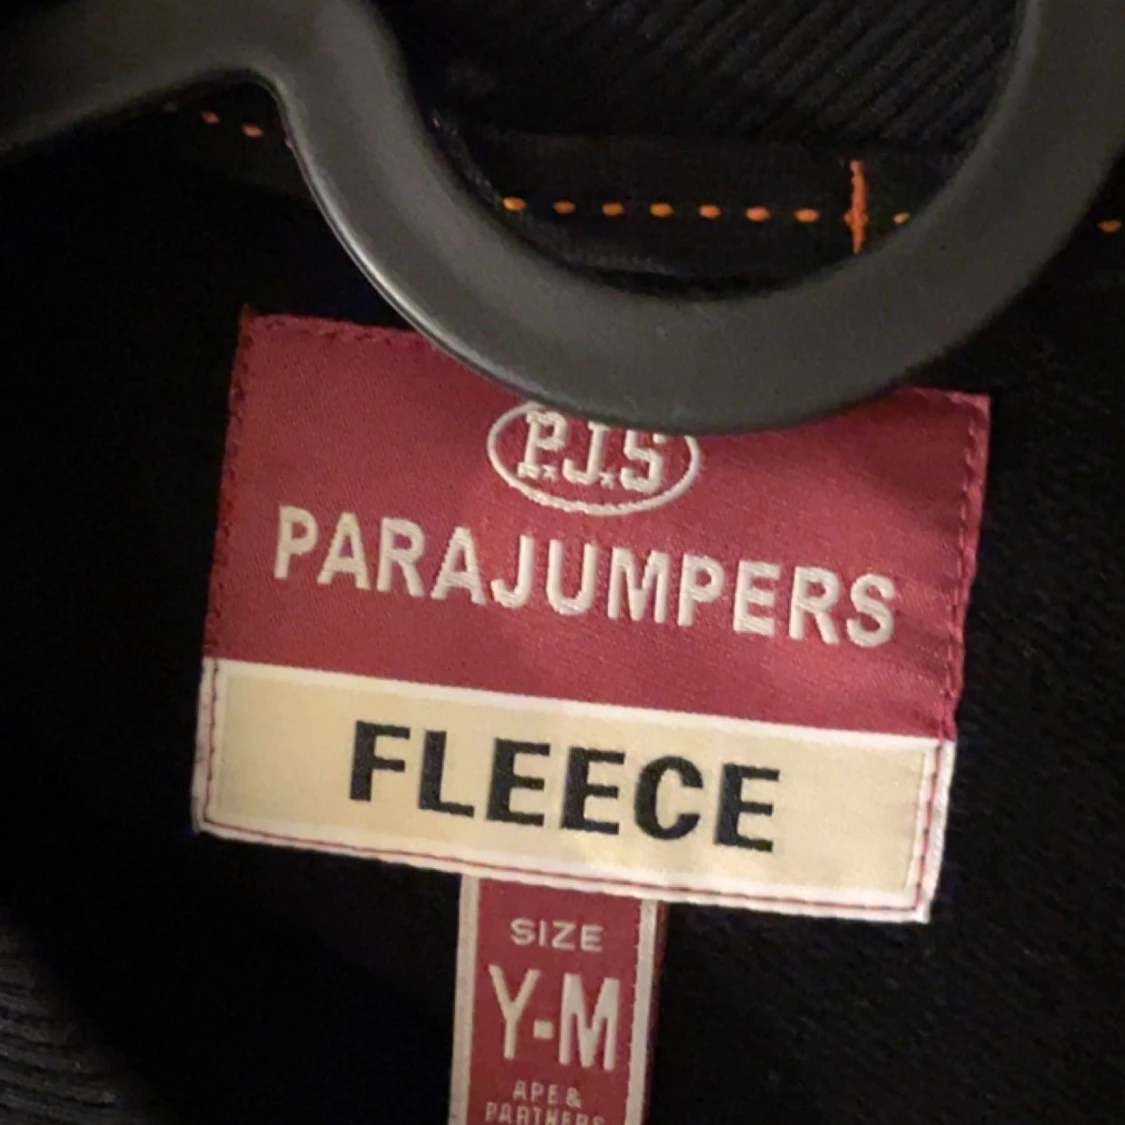 P.J.S
PARAJUMPERS
FLEECE
SIZE
Y-M
APE &
PARTNERS